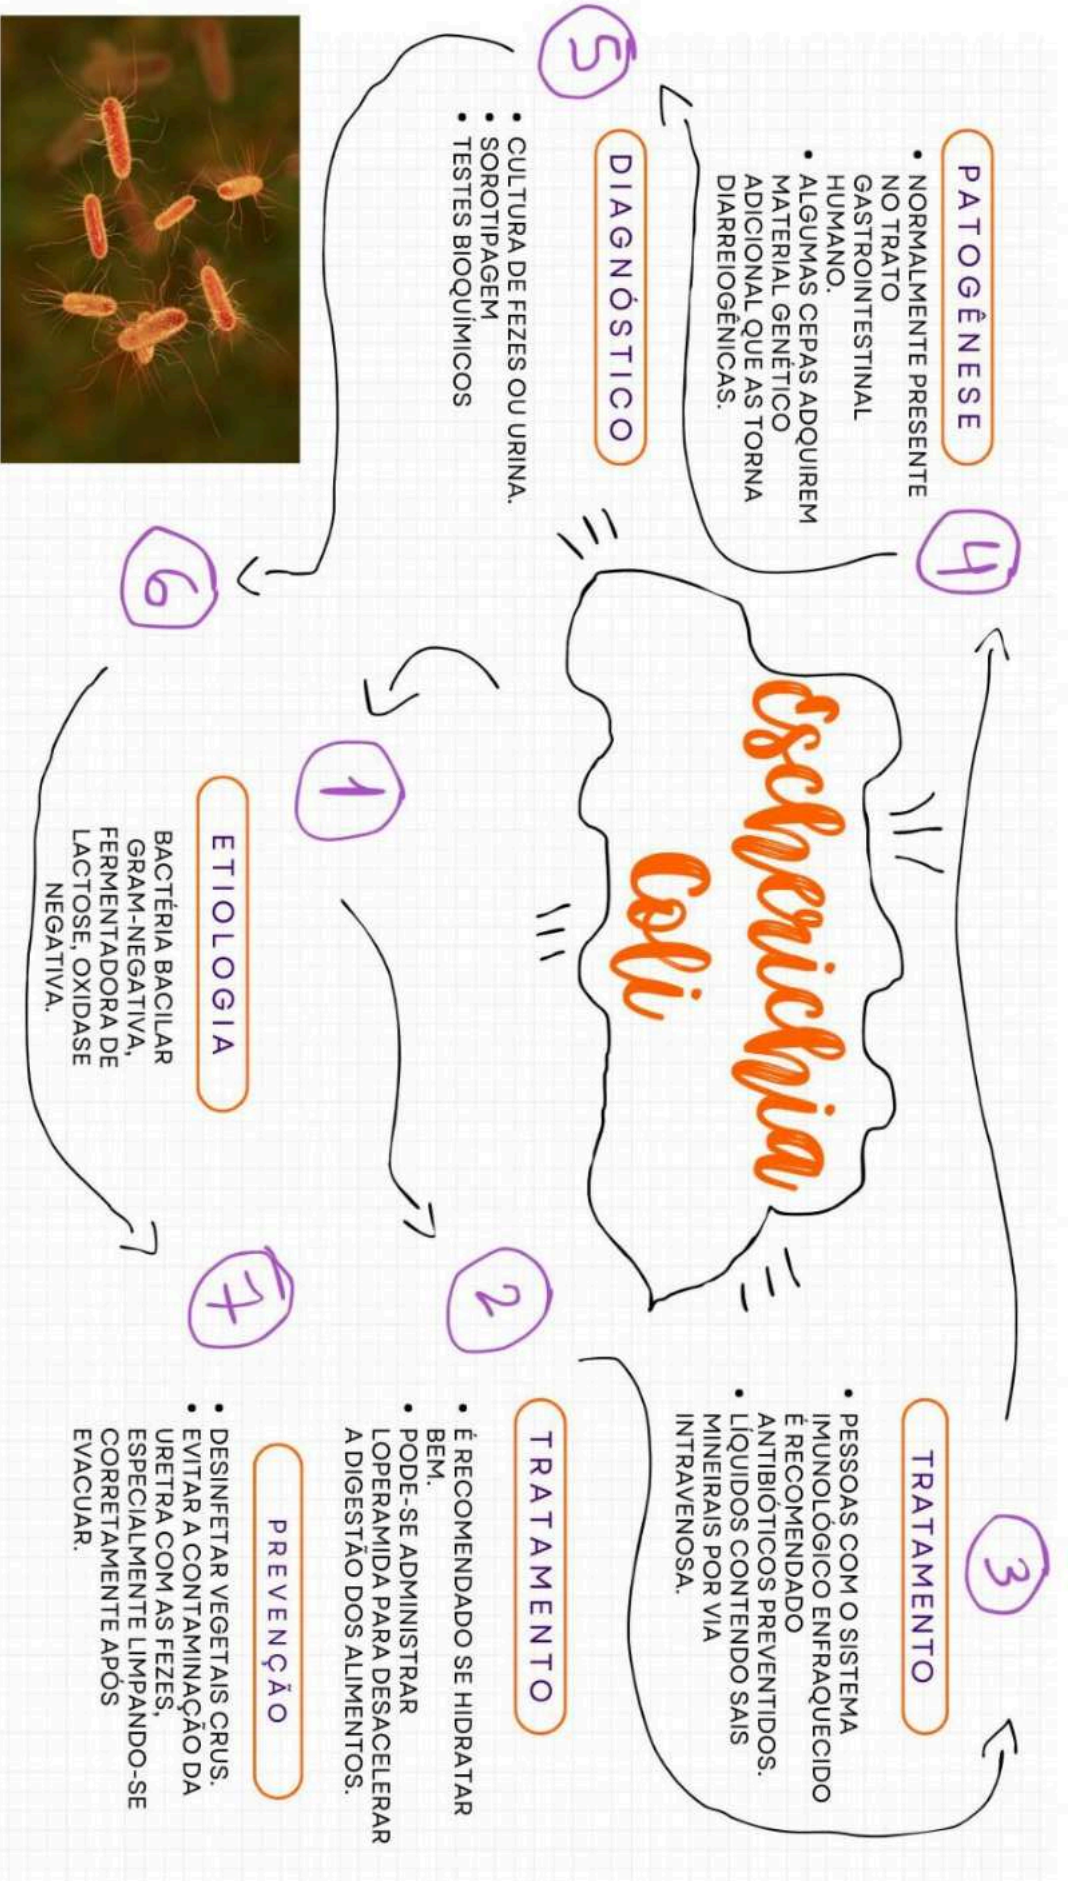 Escherichia
Coli
1
ETIOLOGIA
BACTÉRIA BACILAR
GRAM-NEGATIVA,
FERMENTADORA DE
LACTOSE, OXIDASE
NEGATIVA.
2
TRATAMENTO
• É RECOMENDADO SE HIDRATAR
BEM.
• PODE-SE ADMINISTRAR
LOPERAMIDA PARA DESACELERAR
A DIGESTÃO DOS ALIMENTOS.
3
TRATAMENTO
• PESSOAS COM O SISTEMA
IMUNOLÓGICO ENFRAQUECIDO
É RECOMENDADO
ANTIBIÓTICOS PREVENTIDOS.
• LÍQUIDOS CONTENDO SAIS
MINEIRAIS POR VIA
INTRAVENOSA.
4
PATOGÊNESE
• NORMALMENTE PRESENTE
NO TRATO
GASTROINTESTINAL
HUMANO.
• ALGUMAS CEPAS ADQUIREM
MATERIAL GENÉTICO
ADICIONAL QUE AS TORNA
DIARREIOGÊNICAS.
5
DIAGNÓSTICO
• CULTURA DE FEZES OU URINA.
• SOROTIPAGEM
• TESTES BIOQUÍMICOS
6
7
PREVENÇÃO
• DESINFETAR VEGETAIS CRUS.
• EVITAR A CONTAMINAÇÃO DA
URETRA COM AS FEZES,
ESPECIALMENTE LIMPANDO-SE
CORRETAMENTE APÓS
EVACUAR.